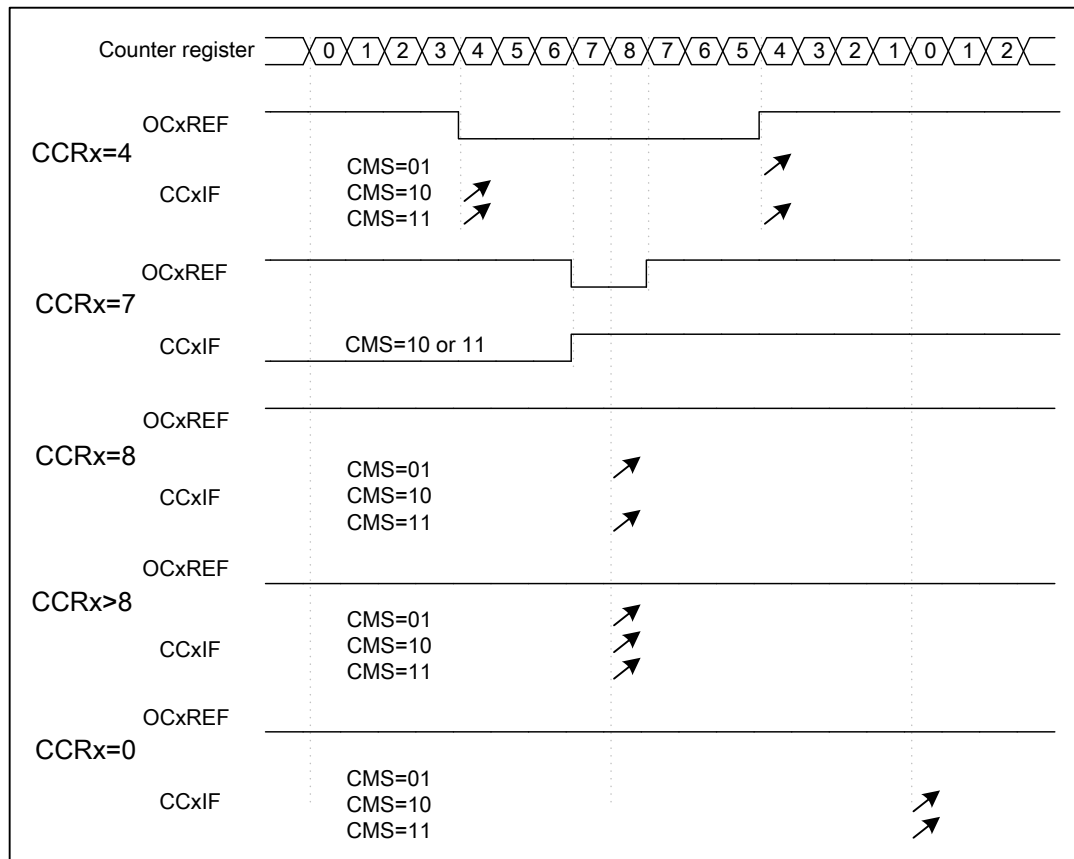 Counter register 0 1 2 3 4 5 6 7 8 7 6 5 4 3 2 1 0 1 2
OCxREF
CCRx=4
CMS=01
CCxIF CMS=10
CMS=11
OCxREF
CCRx=7
CCxIF CMS=10 or 11
OCxREF
CCRx=8
CMS=01
CCxIF CMS=10
CMS=11
OCxREF
CCRx>8
CMS=01
CCxIF CMS=10
CMS=11
OCxREF
CCRx=0
CMS=01
CCxIF CMS=10
CMS=11